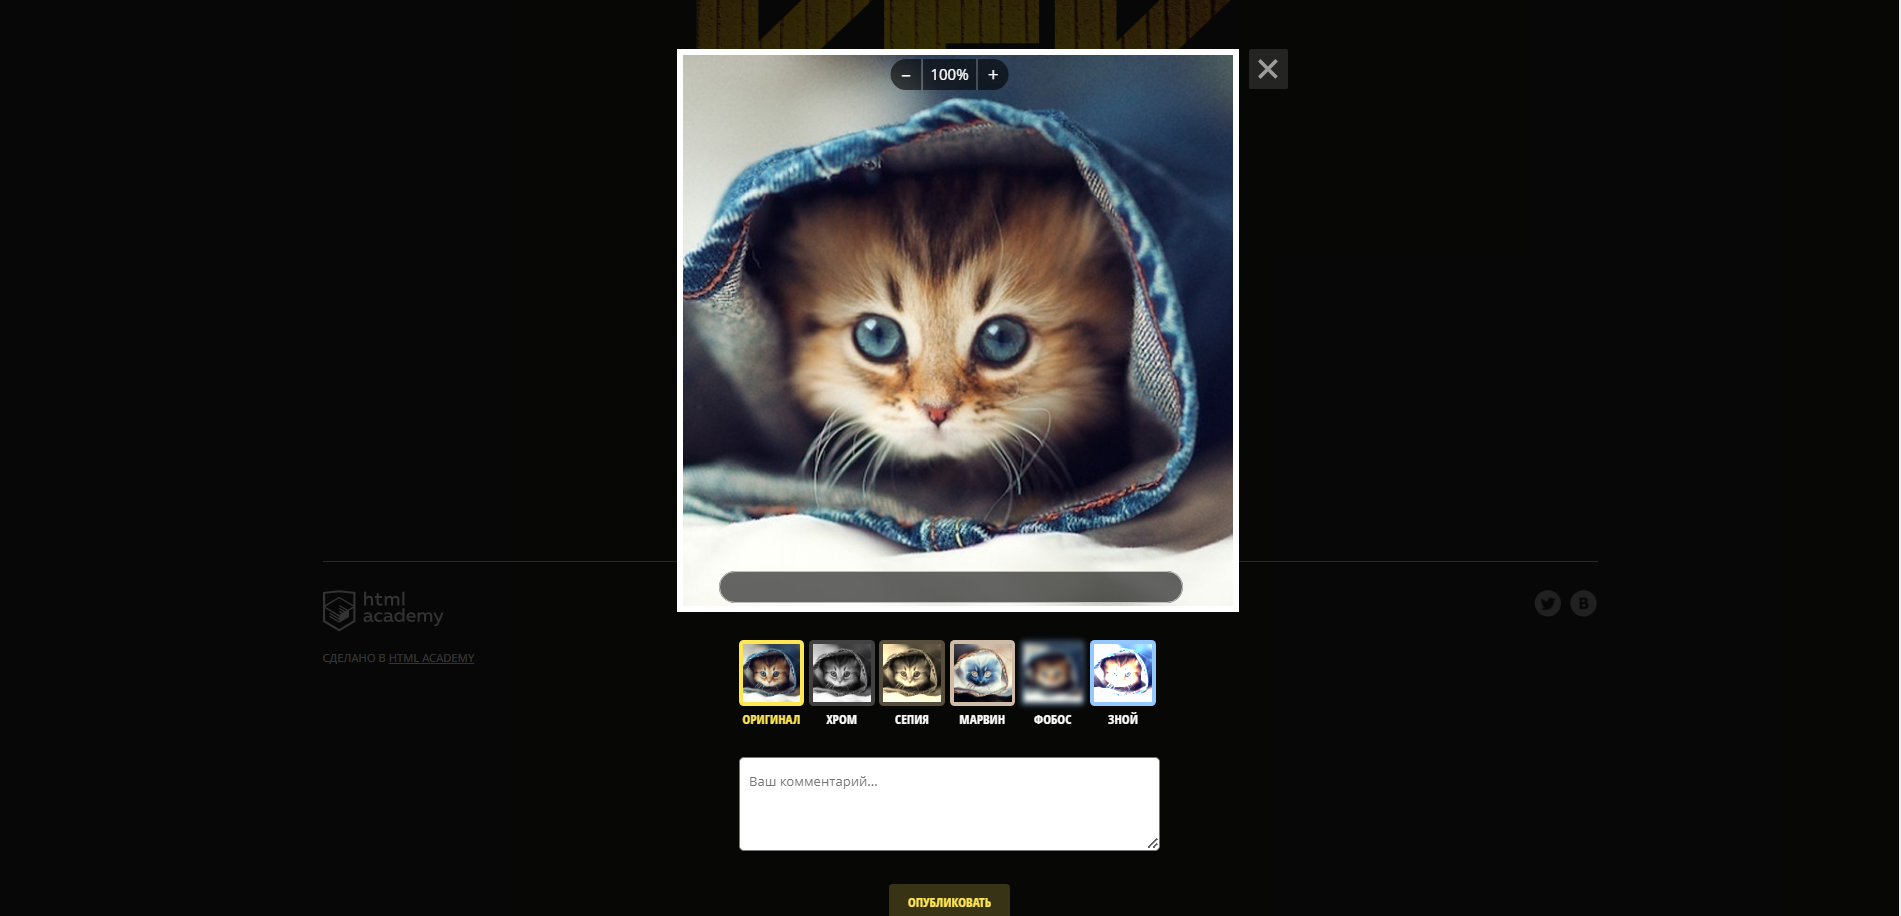 – 100% +
html
academy
СДЕЛАНО В HTML ACADEMY
ОРИГИНАЛ ХРОМ СЕПИЯ МАРВИН ФОБОС ЗНОЙ
Ваш комментарий...
ОПУБЛИКОВАТЬ